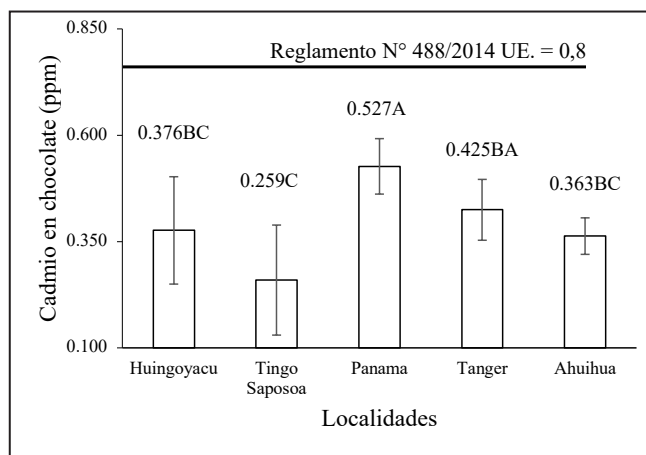 0.850
Reglamento N° 488/2014 UE. = 0,8
0.600
0.350
0.100
Cadmio en chocolate (ppm)
0.376BC
0.259C
0.527A
0.425BA
0.363BC
Huingoyacu
Tingo
Saposoa
Panama
Tanger
Ahuihua
Localidades